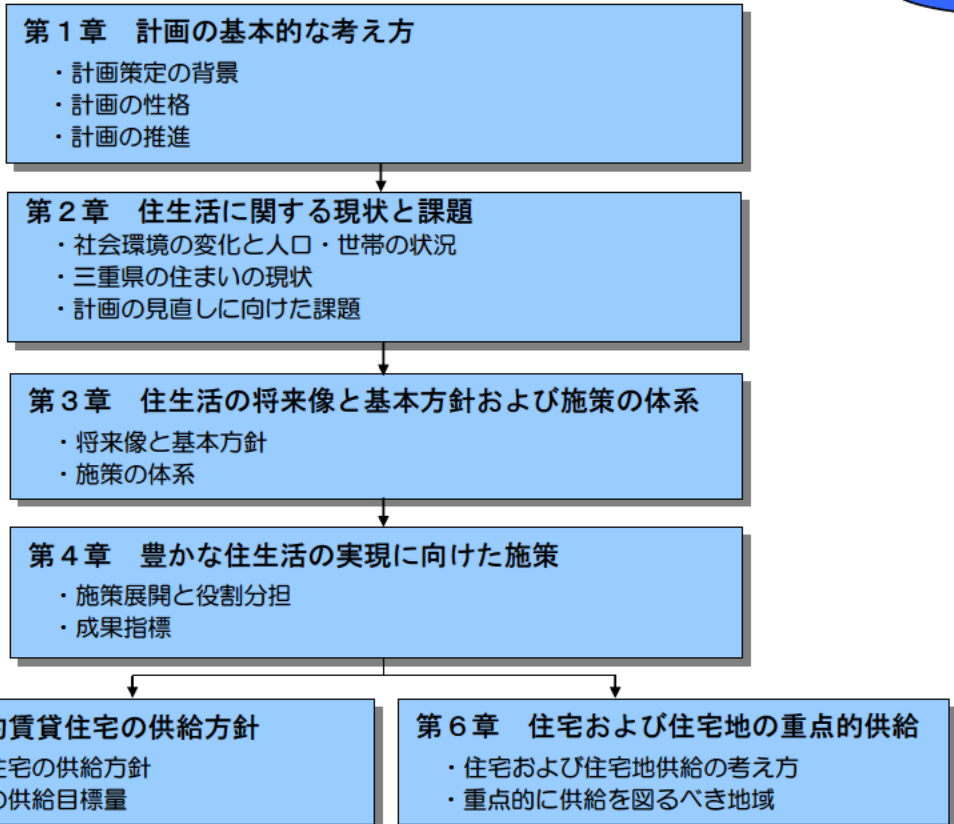 第１章　計画の基本的な考え方
・計画策定の背景
・計画の性格
・計画の推進
第２章　住生活に関する現状と課題
・社会環境の変化と人口・世帯の状況
・三重県の住まいの現状
・計画の見直しに向けた課題
第３章　住生活の将来像と基本方針および施策の体系
・将来像と基本方針
・施策の体系
第４章　豊かな住生活の実現に向けた施策
・施策展開と役割分担
・成果指標
的賃貸住宅の供給方針
住宅の供給方針
の供給目標量
第６章　住宅および住宅地の重点的供給
・住宅および住宅地供給の考え方
・重点的に供給を図るべき地域